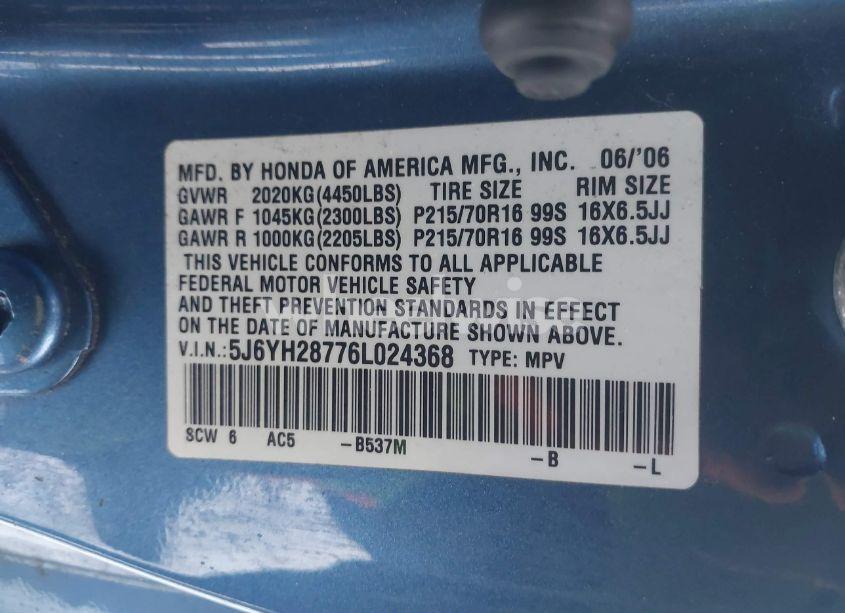 MFD. BY HONDA OF AMERICA MFG., INC. 06/'06
GVWR 2020KG(4450LBS) TIRE SIZE RIM SIZE
GAWR F 1045KG(2300LBS) P215/70R16 99S 16X6.5JJ
GAWR R 1000KG(2205LBS) P215/70R16 99S 16X6.5JJ
THIS VEHICLE CONFORMS TO ALL APPLICABLE
FEDERAL MOTOR VEHICLE SAFETY
AND THEFT PREVENTION STANDARDS IN EFFECT
ON THE DATE OF MANUFACTURE SHOWN ABOVE.
V.I.N.:5J6YH28776L024368 TYPE: MPV
SCW 6 AC5 -B537M -B -L